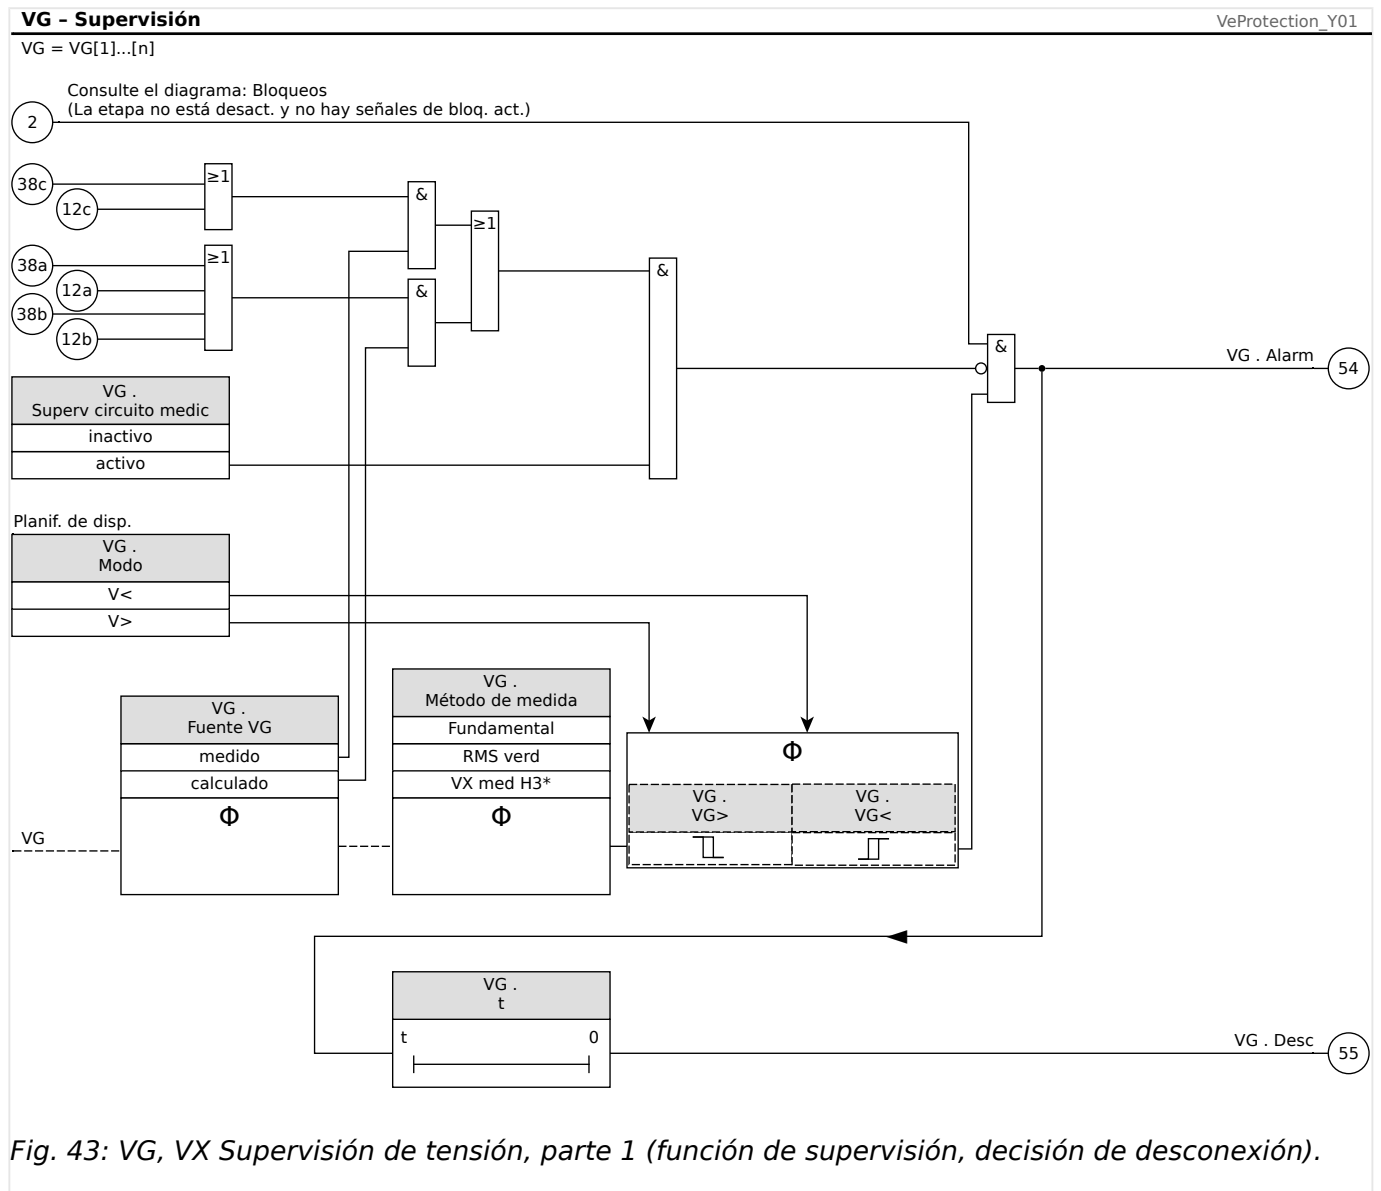 VG – Supervisión
VeProtection_Y01
VG = VG[1]...[n]
Consulte el diagrama: Bloqueos
(La etapa no está desact. y no hay señales de bloq. act.)
2
38c
12c
≥1
&
≥1
38a
12a
38b
12b
≥1
&
&
&
VG . Alarm
54
VG .
Superv circuito medic
inactivo
activo
Planif. de disp.
VG .
Modo
V<
V>
VG .
Fuente VG
medido
calculado
Φ
VG
VG .
Método de medida
Fundamental
RMS verd
VX med H3*
Φ
Φ
VG .
VG>
VG .
VG<
VG .
t
t
0
VG . Desc
55
Fig. 43: VG, VX Supervisión de tensión, parte 1 (función de supervisión, decisión de desconexión).